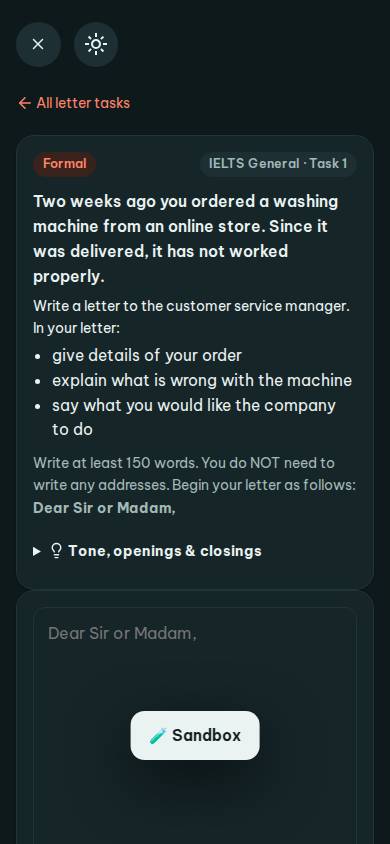 ← All letter tasks
Formal
IELTS General · Task 1
Two weeks ago you ordered a washing
machine from an online store. Since it
was delivered, it has not worked
properly.
Write a letter to the customer service manager.
In your letter:
• give details of your order
• explain what is wrong with the machine
• say what you would like the company
to do
Write at least 150 words. You do NOT need to
write any addresses. Begin your letter as follows:
Dear Sir or Madam,
Tone, openings & closings
Dear Sir or Madam,
Sandbox